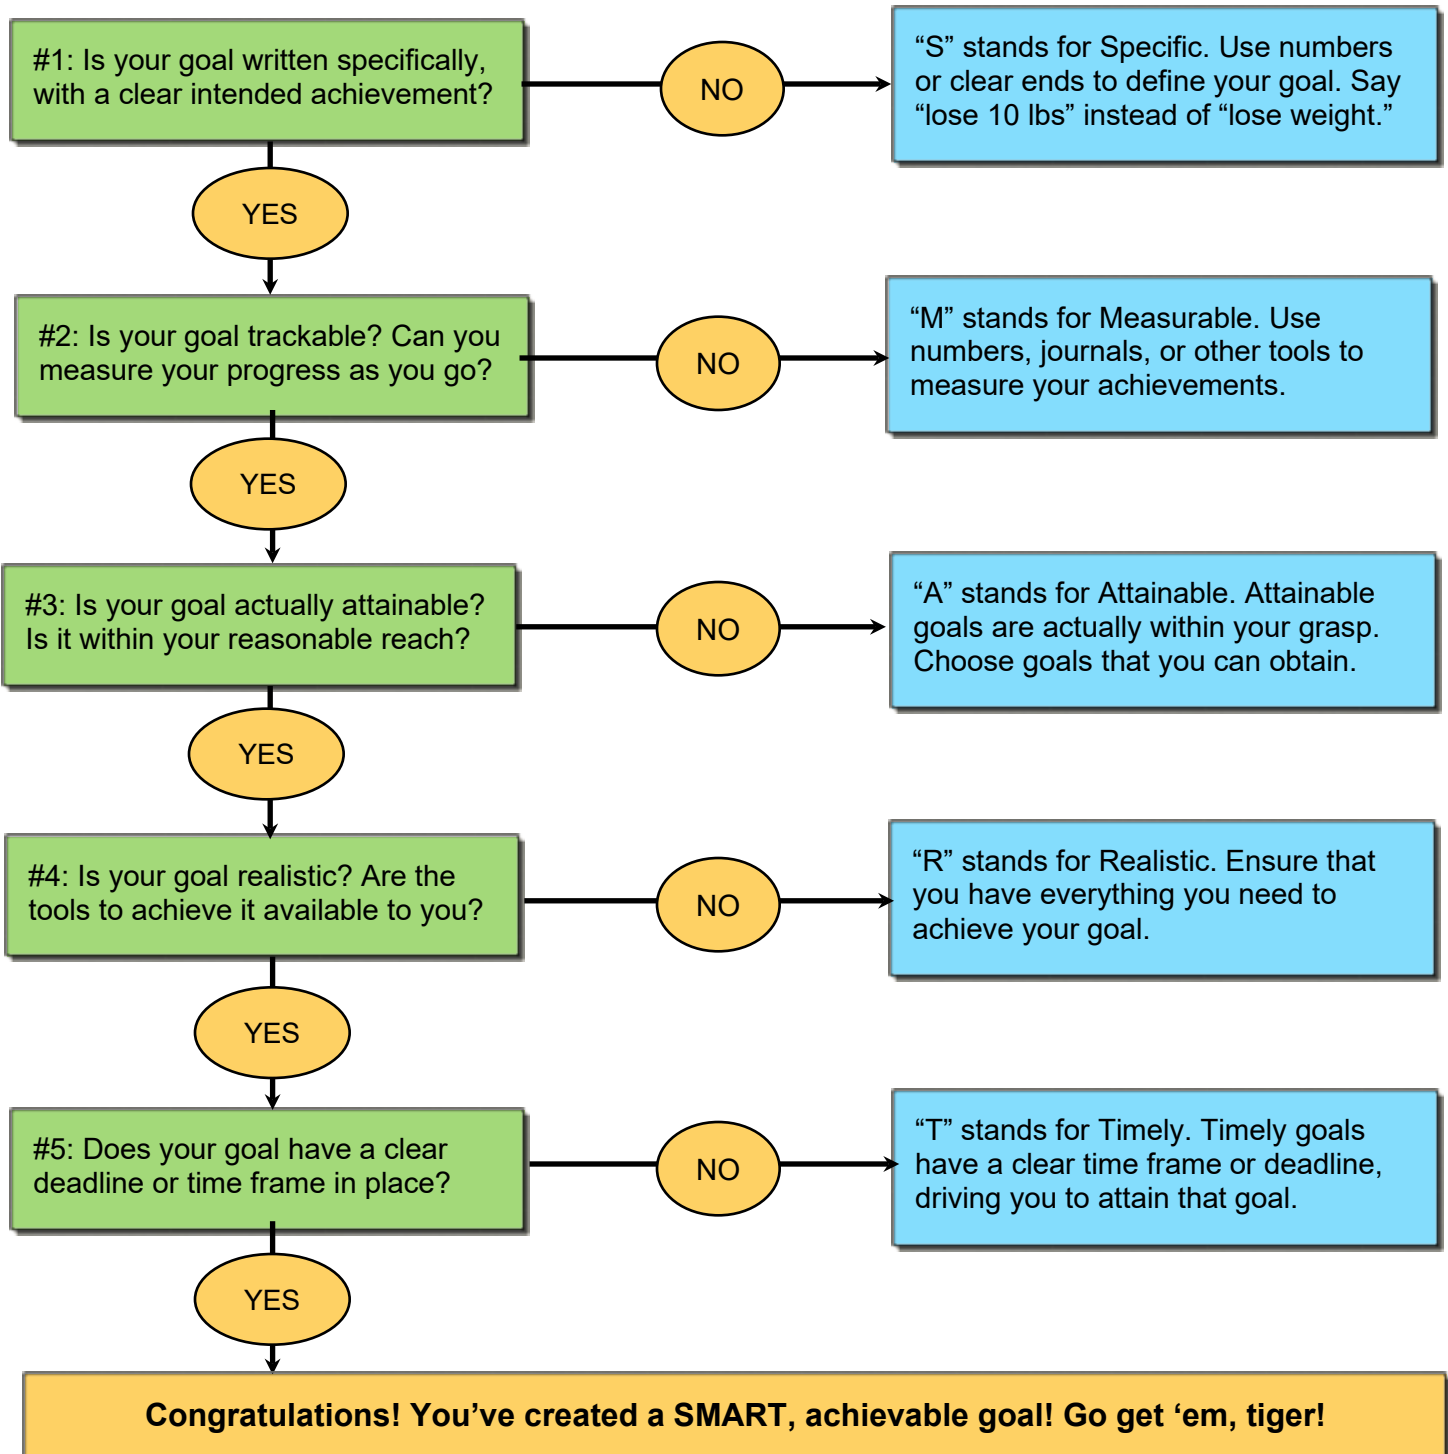 #1: Is your goal written specifically,
with a clear intended achievement?
NO
“S” stands for Specific. Use numbers
or clear ends to define your goal. Say
“lose 10 lbs” instead of “lose weight.”
YES
#2: Is your goal trackable? Can you
measure your progress as you go?
NO
“M” stands for Measurable. Use
numbers, journals, or other tools to
measure your achievements.
YES
#3: Is your goal actually attainable?
Is it within your reasonable reach?
NO
“A” stands for Attainable. Attainable
goals are actually within your grasp.
Choose goals that you can obtain.
YES
#4: Is your goal realistic? Are the
tools to achieve it available to you?
NO
“R” stands for Realistic. Ensure that
you have everything you need to
achieve your goal.
YES
#5: Does your goal have a clear
deadline or time frame in place?
NO
“T” stands for Timely. Timely goals
have a clear time frame or deadline,
driving you to attain that goal.
YES
Congratulations! You’ve created a SMART, achievable goal! Go get ‘em, tiger!